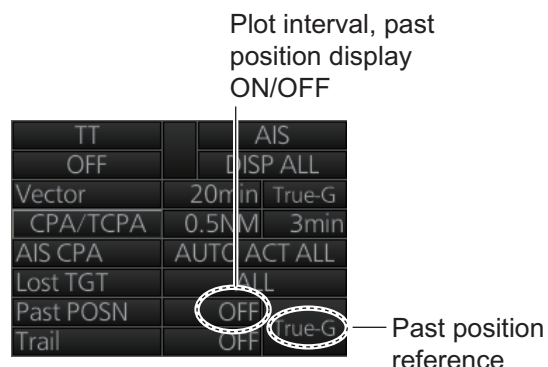 Plot interval, past
position display
ON/OFF
TT AIS
OFF DISP ALL
Vector 20min True-G
CPA/TCPA 0.5NM 3min
AIS CPA AUTO ACT ALL
Lost TGT ALL
Past POSN OFF True-G
Trail OFF
Past position
reference